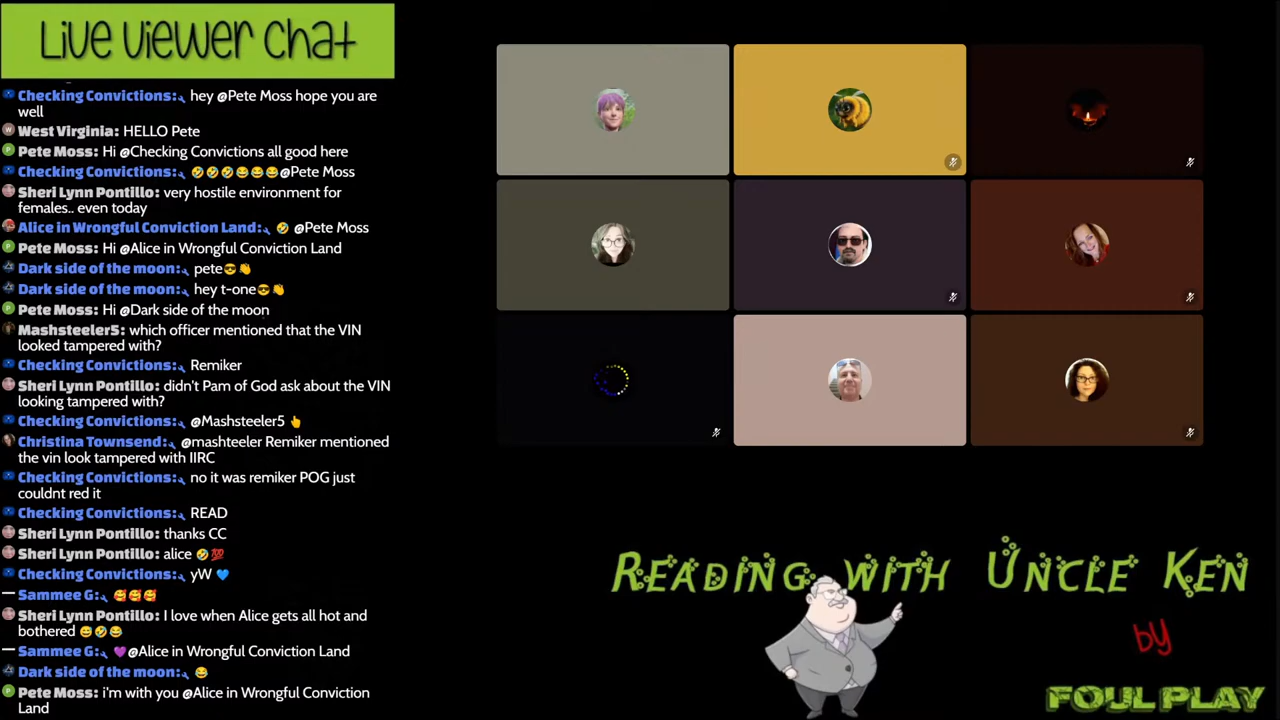 Live Viewer Chat
Checking Convictions: hey @Pete Moss hope you are
well
West Virginia: HELLO Pete
Pete Moss: Hi @Checking Convictions all good here
Checking Convictions: 🤣🤣🤣😂😂😂@Pete Moss
Sheri Lynn Pontillo: very hostile environment for
females.. even today
Alice in Wrongful Conviction Land: 🤣 @Pete Moss
Pete Moss: Hi @Alice in Wrongful Conviction Land
Dark side of the moon: pete😎👏
Dark side of the moon: hey t-one😎👏
Pete Moss: Hi @Dark side of the moon
Mashsteeler5: which officer mentioned that the VIN
looked tampered with?
Checking Convictions: Remiker
Sheri Lynn Pontillo: didn't Pam of God ask about the VIN
looking tampered with?
Checking Convictions: @Mashsteeler5 👆
Christina Townsend: @mashteeler Remiker mentioned
the vin look tampered with IIRC
Checking Convictions: no it was remiker POG just
couldnt red it
Checking Convictions: READ
Sheri Lynn Pontillo: thanks CC
Sheri Lynn Pontillo: alice 🤣💯
Checking Convictions: yW 💙
Sammee G: 🥰🥰🥰
Sheri Lynn Pontillo: I love when Alice gets all hot and
bothered 😅🤣😂
Sammee G: 💜@Alice in Wrongful Conviction Land
Dark side of the moon: 😂
Pete Moss: i'm with you @Alice in Wrongful Conviction
Land
Reading with Uncle Ken
by
FOUL PLAY